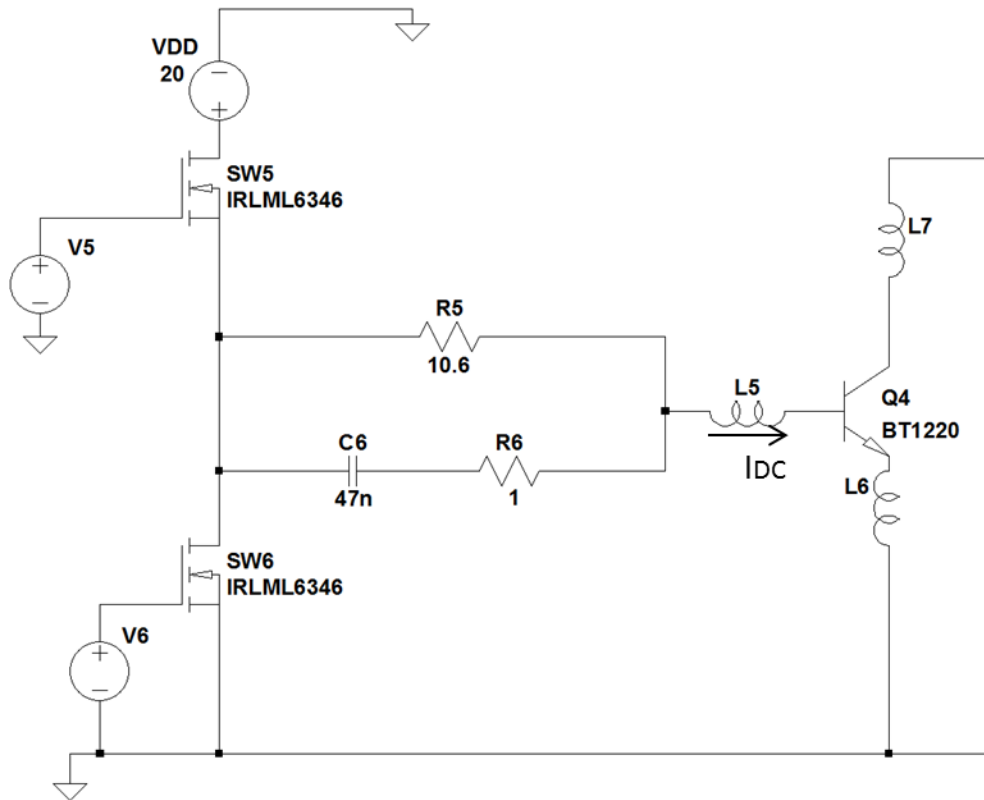 VDD
20
SW5
IRLML6346
V5
L7
R5
10.6
L5
Q4
BT1220
IDC
C6
47n
R6
1
L6
SW6
IRLML6346
V6